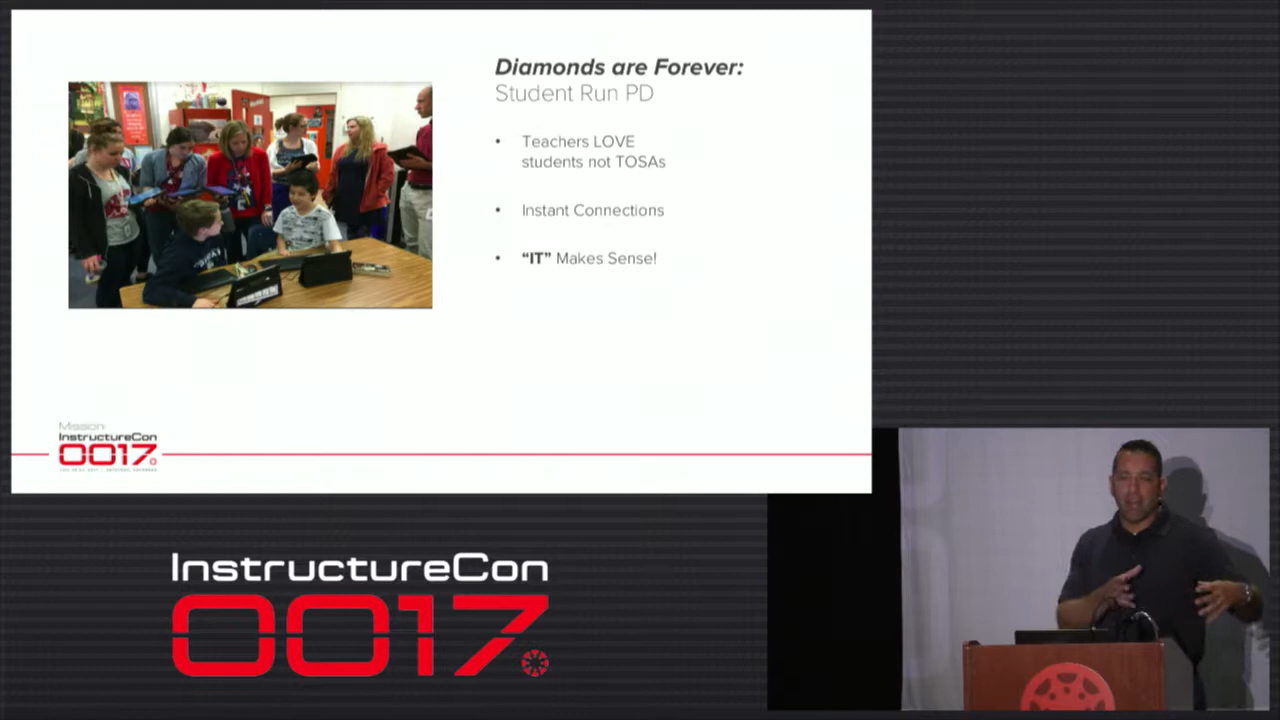 Diamonds are Forever:
Student Run PD
• Teachers LOVE
students not TOSAs
• Instant Connections
• “IT” Makes Sense!
Mission:
InstructureCon
0017
InstructureCon
0017